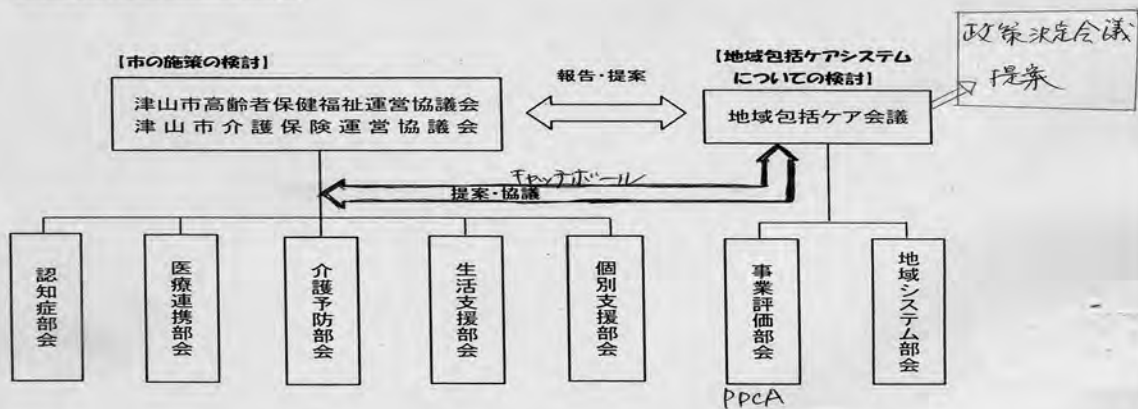 政策決定会議
提案
【市の施策の検討】
津山市高齢者保健福祉運営協議会
津山市介護保険運営協議会
報告・提案
【地域包括ケアシステム
についての検討】
地域包括ケア会議
キャッチボール
提案・協議
認知症部会
医療連携部会
介護予防部会
生活支援部会
個別支援部会
事業評価部会
地域システム部会
PDCA